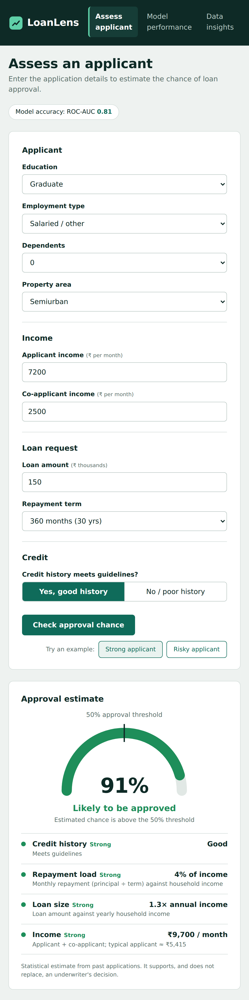 LoanLens
Assess
applicant
Model
performance
Data
insights
Assess an applicant
Enter the application details to estimate the chance of loan
approval.
Model accuracy: ROC-AUC 0.81
Applicant
Education
Graduate
Employment type
Salaried / other
Dependents
0
Property area
Semiurban
Income
Applicant income (₹ per month)
7200
Co-applicant income (₹ per month)
2500
Loan request
Loan amount (₹ thousands)
150
Repayment term
360 months (30 yrs)
Credit
Credit history meets guidelines?
Yes, good history
No / poor history
Check approval chance
Try an example: Strong applicant Risky applicant
Approval estimate
50% approval threshold
91%
Likely to be approved
Estimated chance is above the 50% threshold
Credit history Strong Good
Meets guidelines
Repayment load Strong 4% of income
Monthly repayment (principal ÷ term) against household income
Loan size Strong 1.3× annual income
Loan amount against yearly household income
Income Strong ₹9,700 / month
Applicant + co-applicant; typical applicant ≈ ₹5,415
Statistical estimate from past applications. It supports, and does not
replace, an underwriter's decision.